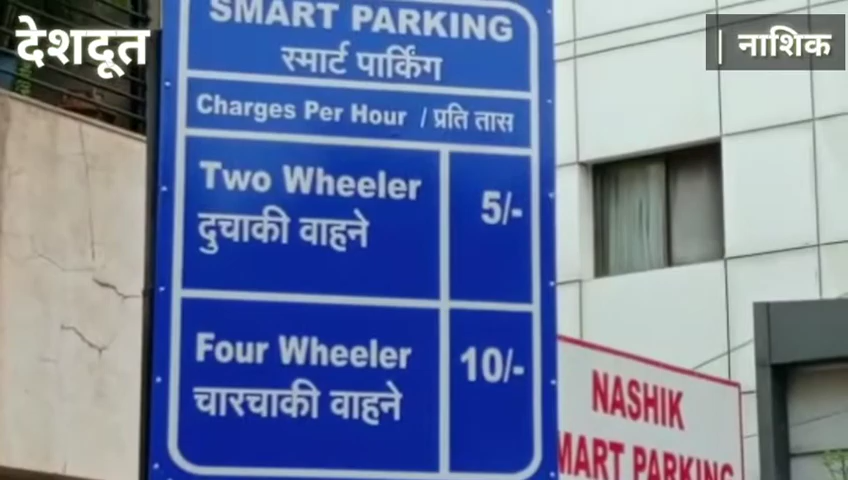 देशदूत
| नाशिक
SMART PARKING
स्मार्ट पार्किंग
Charges Per Hour / प्रति तास
Two Wheeler
दुचाकी वाहने
5/-
Four Wheeler
चारचाकी वाहने
10/-
NASHIK
MART PARKING